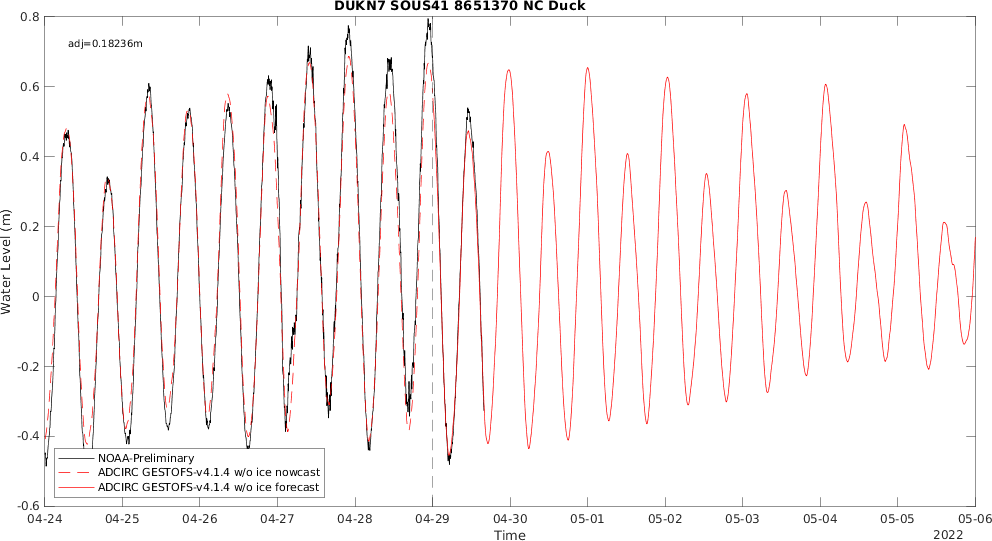 DUKN7 SOUS41 8651370 NC Duck
adj=0.18236m
Water Level (m)
0.8
0.6
0.4
0.2
0
-0.2
-0.4
-0.6
NOAA-Preliminary
ADCIRC GESTOFS-v4.1.4 w/o ice nowcast
ADCIRC GESTOFS-v4.1.4 w/o ice forecast
04-24 04-25 04-26 04-27 04-28 04-29 04-30 05-01 05-02 05-03 05-04 05-05 05-06
Time
2022